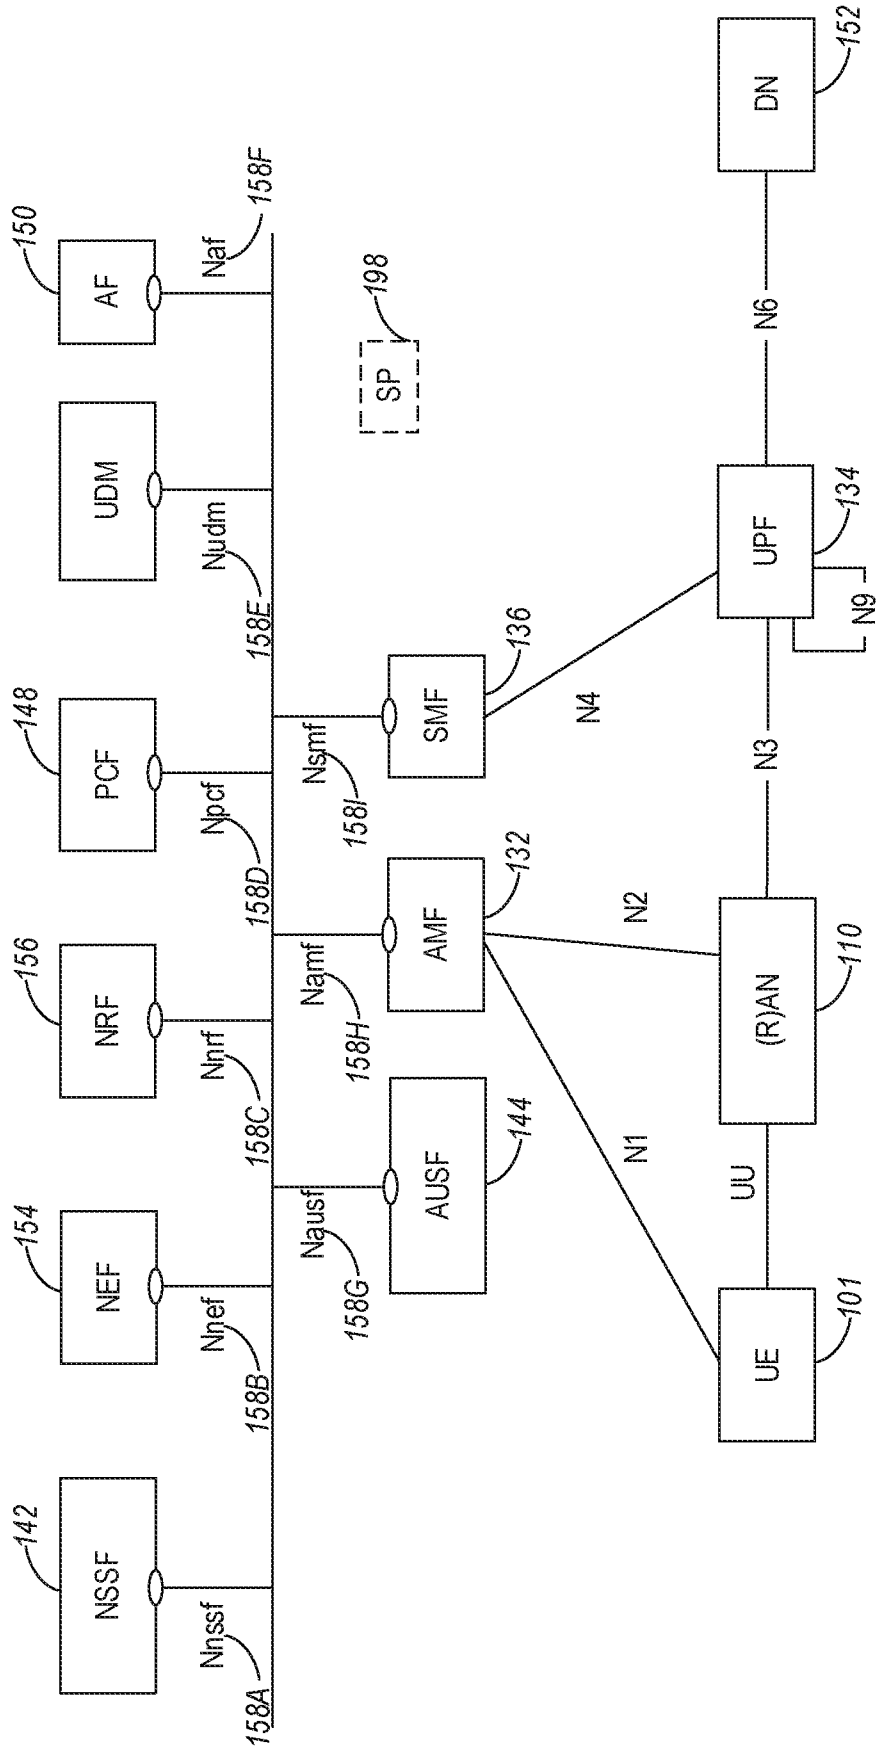 142
154
156
148
150
NSSF
NEF
NRF
PCF
UDM
AF
Nnssf
Nnef
Nnrf
Npcf
Nudm
Naf
158A
158B
158C
158D
158E
158F
Nausf
Namf
Nsmf
158G
158H
158I
SP
198
AUSF
AMF
SMF
144
132
136
N1
N2
N4
UU
N3
N6
UE
(R)AN
UPF
DN
101
110
N9
134
152